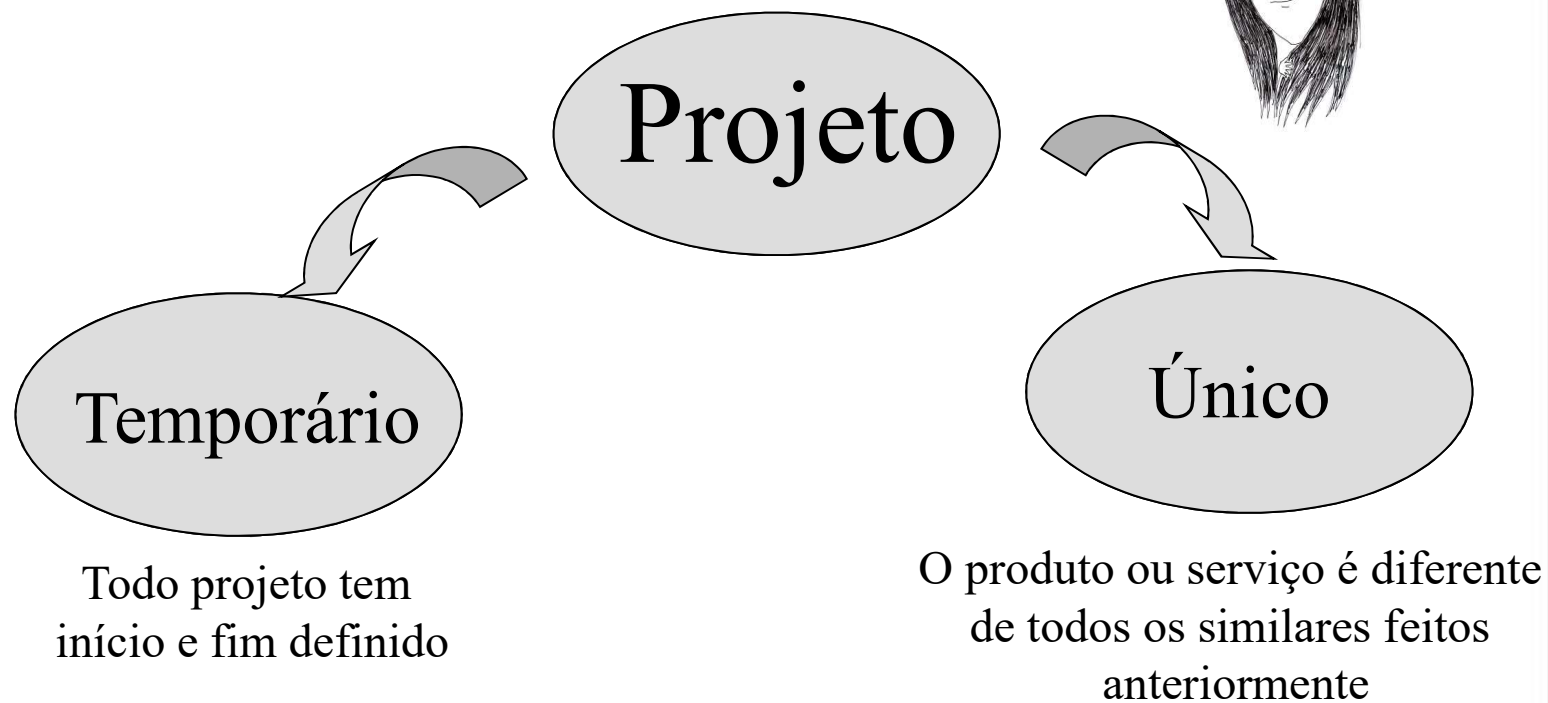 Projeto
Temporário
Único
Todo projeto tem
início e fim definido
O produto ou serviço é diferente
de todos os similares feitos
anteriormente